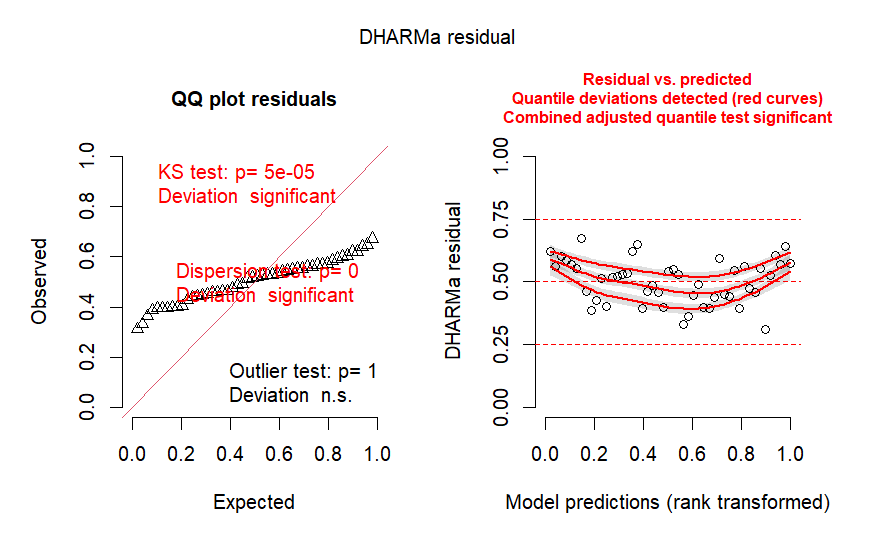 DHARMa residual
QQ plot residuals
KS test: p= 5e-05
Deviation  significant
Dispersion test: p= 0
Deviation  significant
Outlier test: p= 1
Deviation  n.s.
Observed
0.0 0.2 0.4 0.6 0.8 1.0
0.0 0.2 0.4 0.6 0.8 1.0
Expected
Residual vs. predicted
Quantile deviations detected (red curves)
Combined adjusted quantile test significant
DHARMa residual
0.00 0.25 0.50 0.75 1.00
0.0 0.2 0.4 0.6 0.8 1.0
Model predictions (rank transformed)